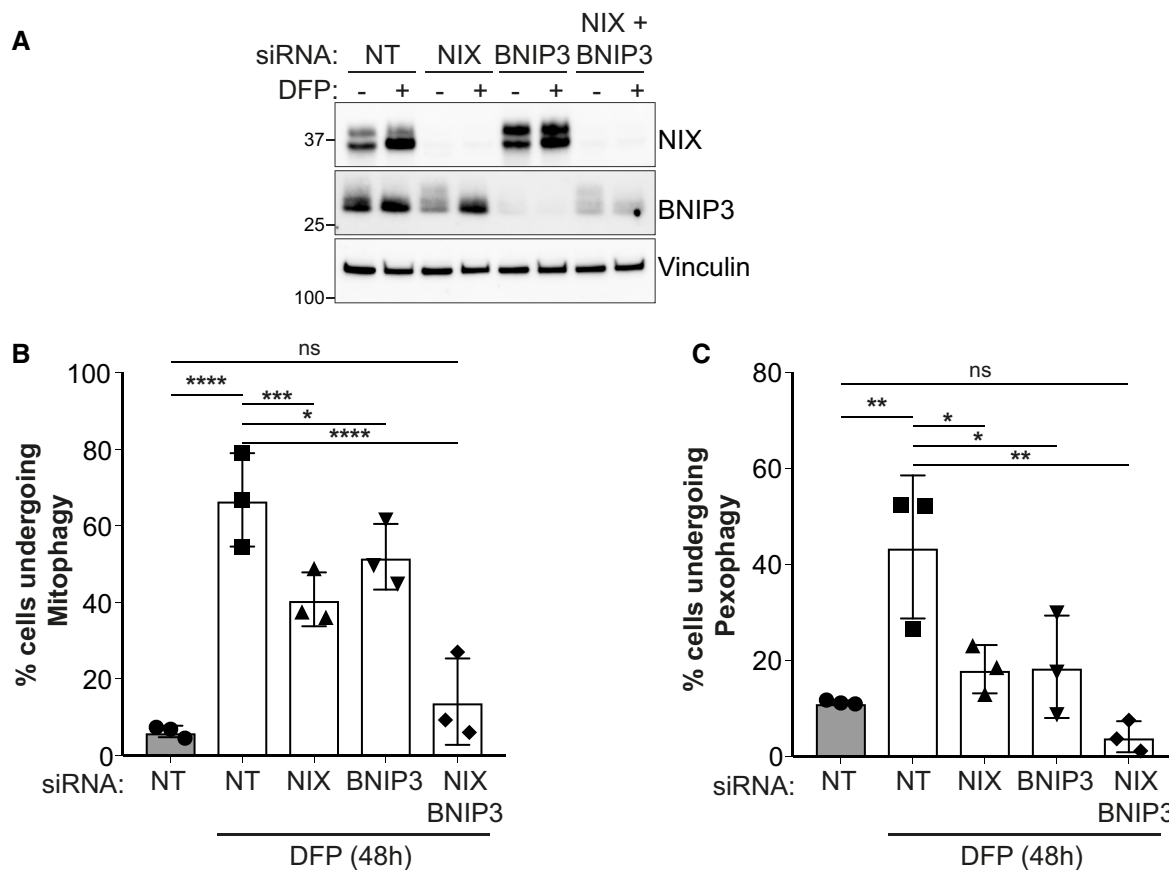 A
NIX +
siRNA: NT NIX BNIP3 BNIP3
DFP: - + - + - + - +
37 NIX
25 BNIP3
100 Vinculin
B
ns
**** ***
*
****
% cells undergoing
Mitophagy
100
80
60
40
20
0
siRNA: NT NT NIX BNIP3 NIX
BNIP3
DFP (48h)
C
ns
** *
*
**
% cells undergoing
Pexophagy
80
60
40
20
0
siRNA: NT NT NIX BNIP3 NIX
BNIP3
DFP (48h)